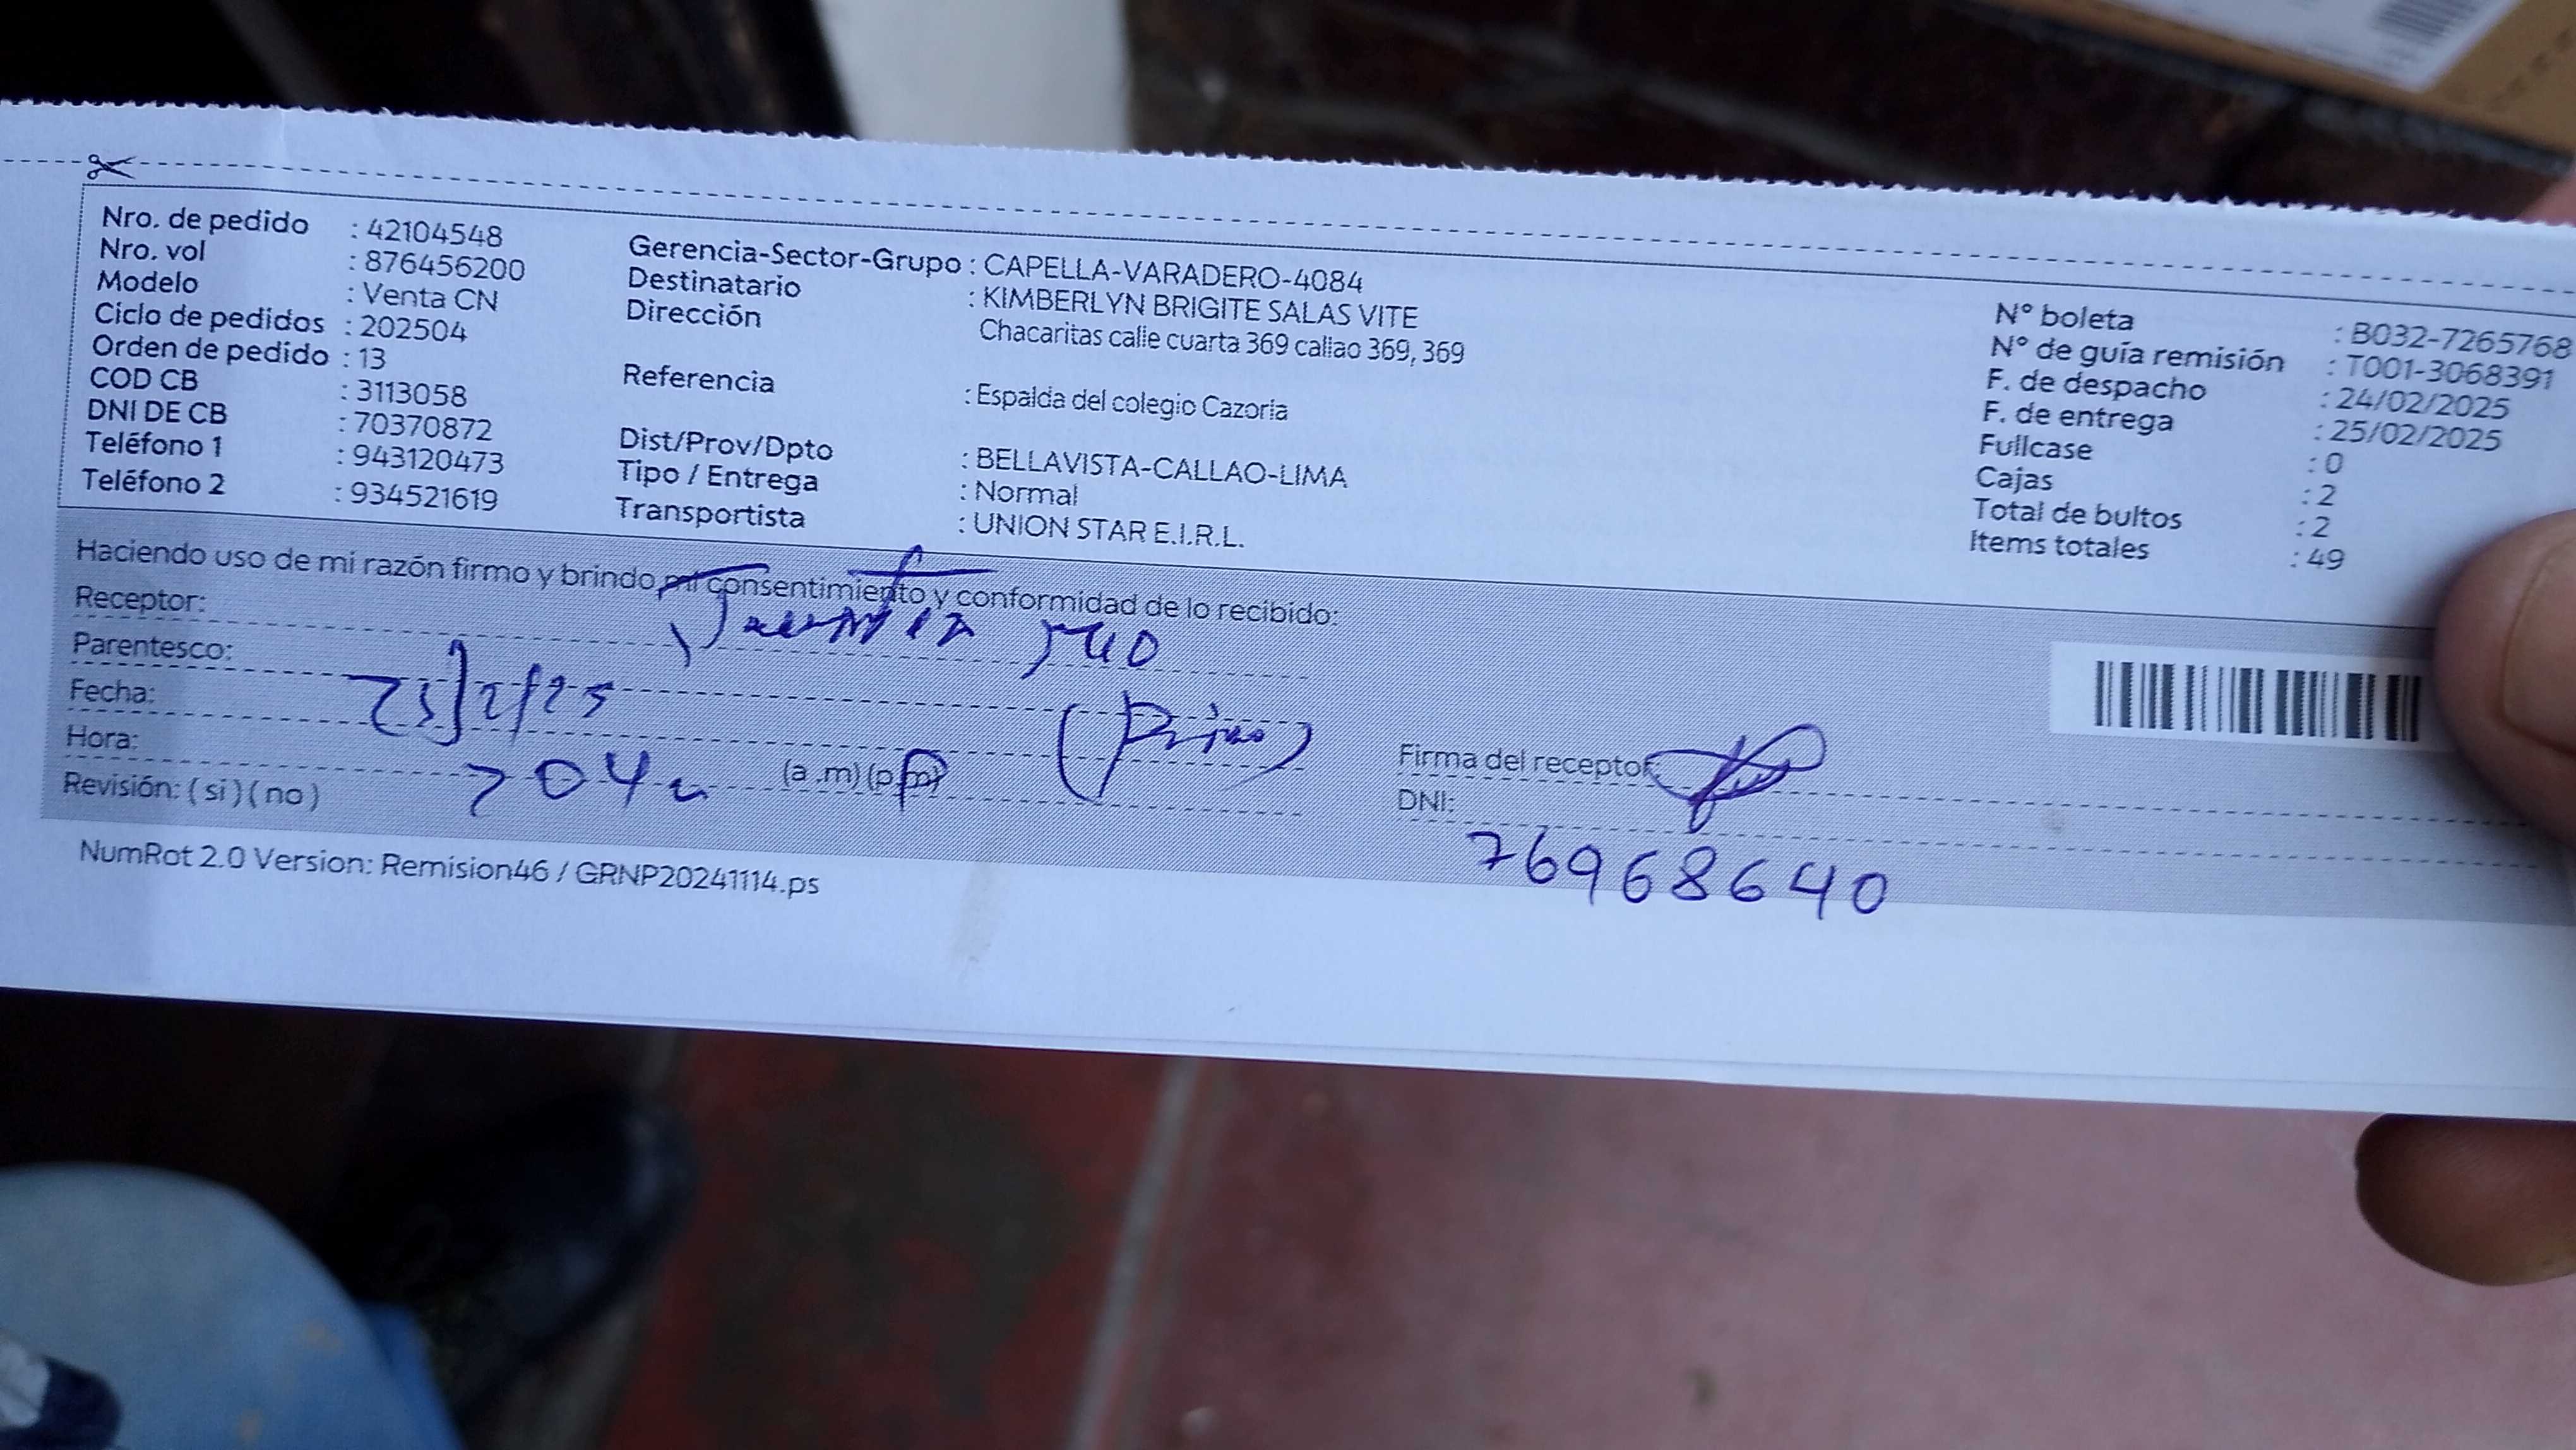 Nro. de pedido : 42104548
Nro. vol : 876456200
Modelo : Venta CN
Ciclo de pedidos : 202504
Orden de pedido : 13
COD CB : 3113058
DNI DE CB : 70370872
Teléfono 1 : 943120473
Teléfono 2 : 934521619
Gerencia-Sector-Grupo : CAPELLA-VARADERO-4084
Destinatario : KIMBERLYN BRIGITE SALAS VITE
Dirección Chacaritas calle cuarta 369 callao 369, 369
Referencia : Espalda del colegio Cazorla
Dist/Prov/Dpto : BELLAVISTA-CALLAO-LIMA
Tipo / Entrega : Normal
Transportista : UNION STAR E.I.R.L.
N° boleta : B032-7265768
N° de guía remisión : T001-3068391
F. de despacho : 24/02/2025
F. de entrega : 25/02/2025
Fullcase : 0
Cajas : 2
Total de bultos : 2
Items totales : 49
Haciendo uso de mi razón firmo y brindo mi consentimiento y conformidad de lo recibido:
Receptor:
Parentesco:
Fecha: 25/2/25
(Primo)
Hora: (a .m) (p.m)
Revisión: ( si ) ( no )
Firma del receptor:
DNI:
76968640
NumRot 2.0 Version: Remision46 / GRNP20241114.ps